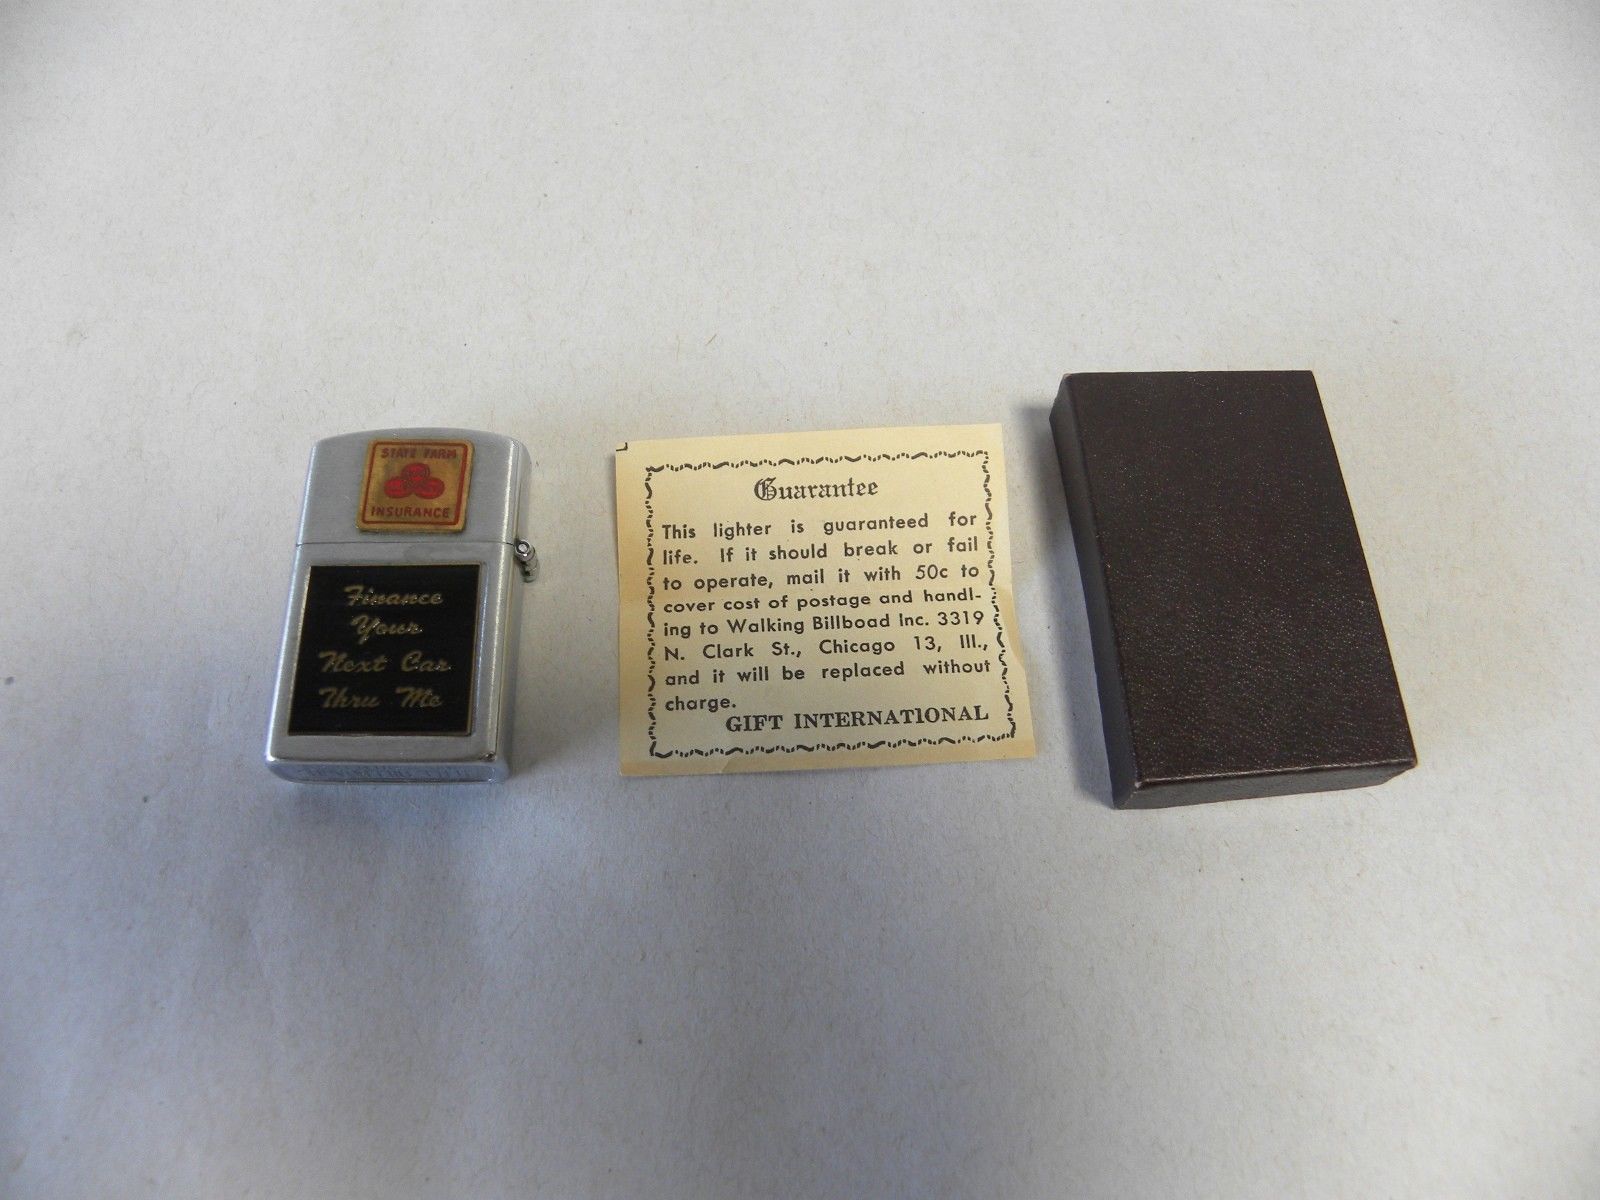 STATE FARM
INSURANCE
Finance
Your
Next Car
Thru Me
Guarantee
This lighter is guaranteed for
life. If it should break or fail
to operate, mail it with 50c to
cover cost of postage and handl-
ing to Walking Billboad Inc. 3319
N. Clark St., Chicago 13, Ill.,
and it will be replaced without
charge.
GIFT INTERNATIONAL